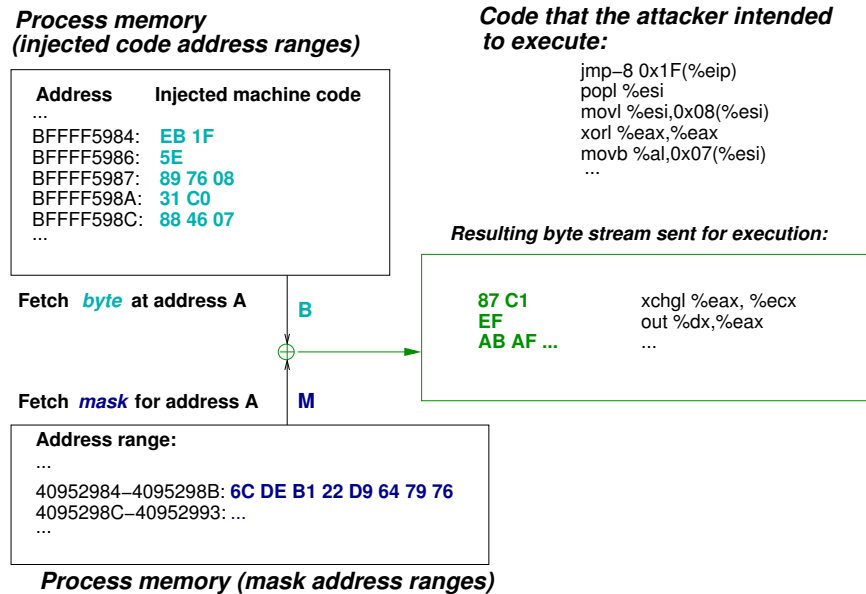 Process memory
(injected code address ranges)
Code that the attacker intended
to execute:
jmp−8 0x1F(%eip)
popl %esi
movl %esi,0x08(%esi)
xorl %eax,%eax
movb %al,0x07(%esi)
...
Address Injected machine code
...
BFFFF5984: EB 1F
BFFFF5986: 5E
BFFFF5987: 89 76 08
BFFFF598A: 31 C0
BFFFF598C: 88 46 07
...
Resulting byte stream sent for execution:
Fetch byte at address A
B
87 C1 xchgl %eax, %ecx
EF out %dx,%eax
AB AF ... ...
Fetch mask for address A
M
Address range:
...
40952984−4095298B: 6C DE B1 22 D9 64 79 76
4095298C−40952993: ...
...
Process memory (mask address ranges)